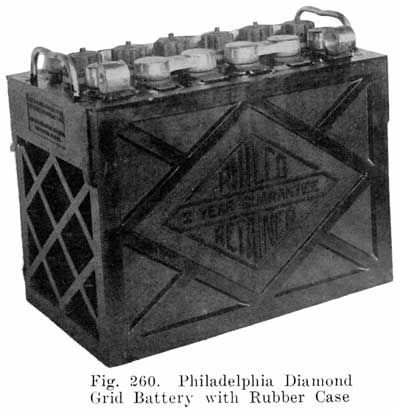 PHILCO
2 YEAR GUARANTEE
RETAINER
Fig. 260. Philadelphia Diamond
Grid Battery with Rubber Case